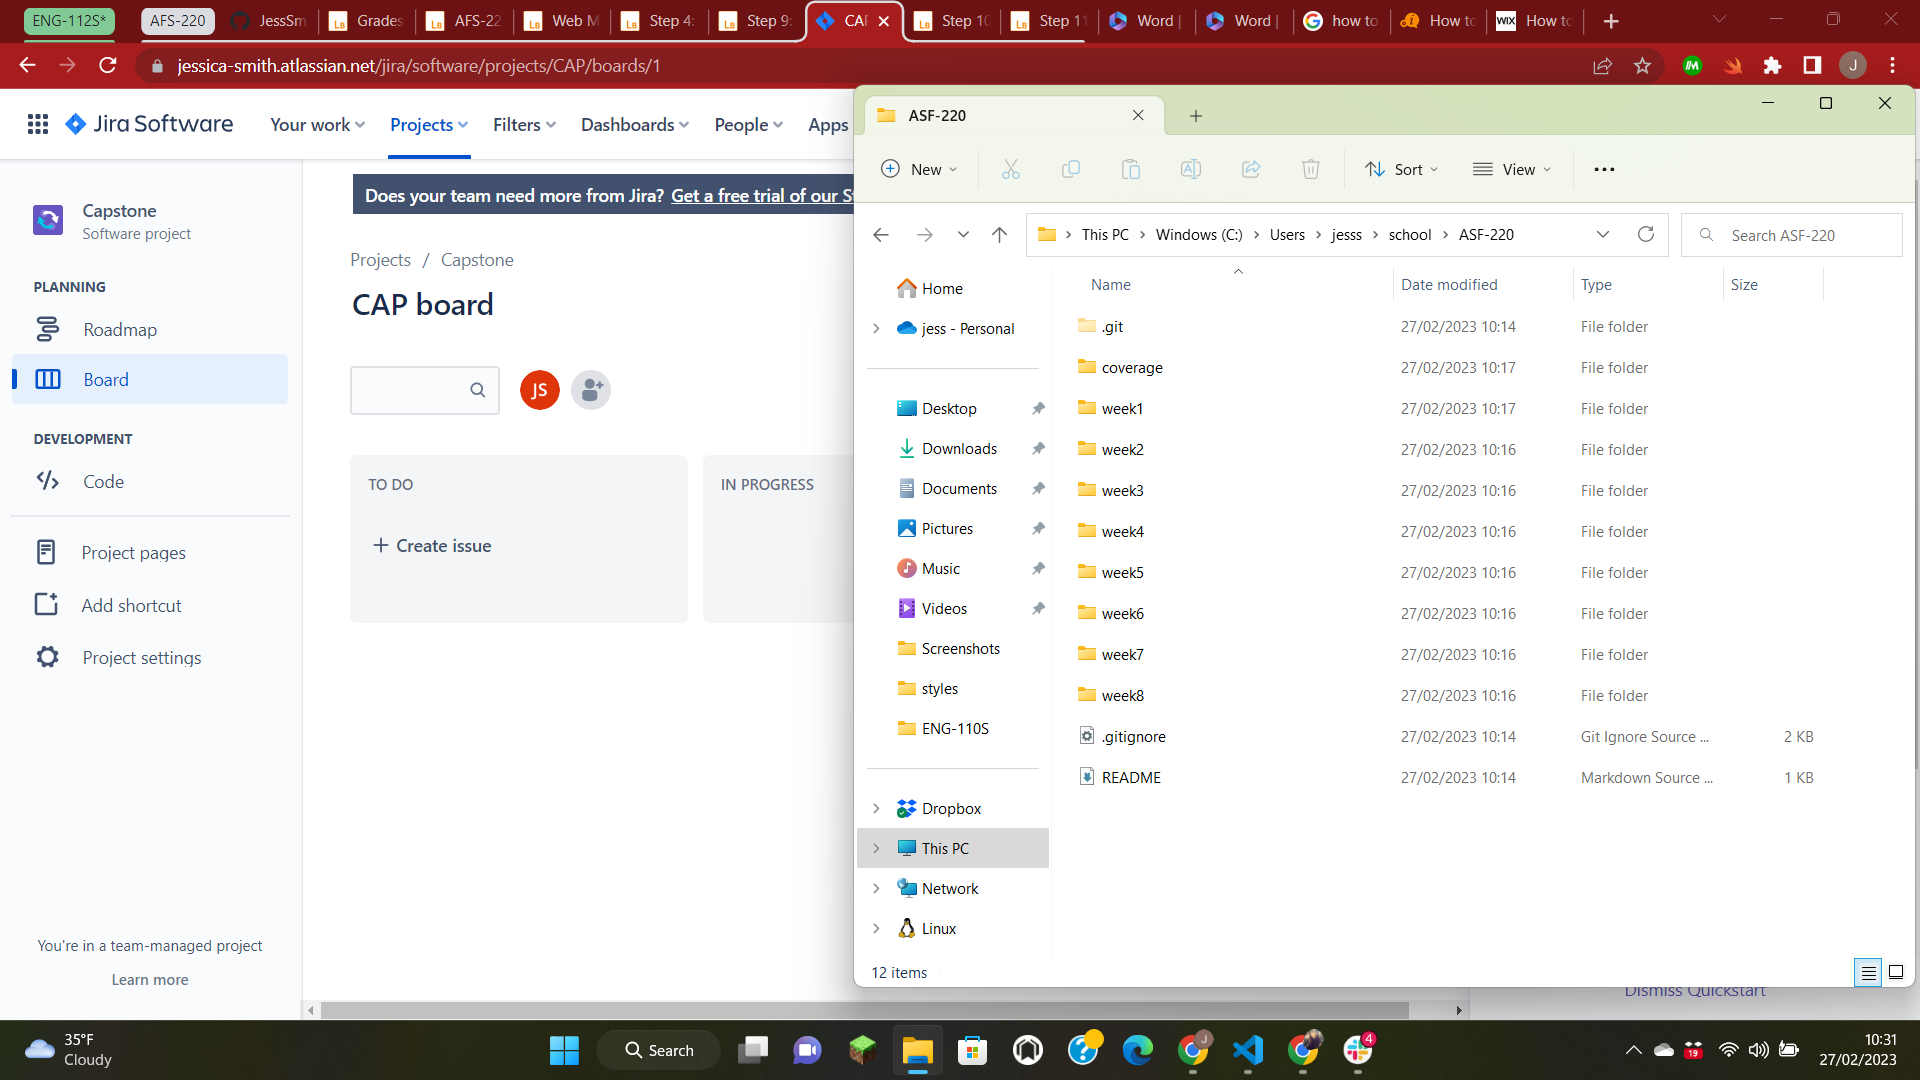 ENG-112S*
AFS-220
JessSm
Grades
AFS-22
Web M
Step 4:
Step 9:
CAP
Step 10
Step 11
Word |
Word |
how to
How to
WIX
How to
jessica-smith.atlassian.net/jira/software/projects/CAP/boards/1
J
Jira Software
Your work
Projects
Filters
Dashboards
People
Apps
Capstone
Software project
PLANNING
Roadmap
Board
DEVELOPMENT
Code
Project pages
Add shortcut
Project settings
You're in a team-managed project
Learn more
Does your team need more from Jira? Get a free trial of our S
Projects / Capstone
CAP board
JS
TO DO
+ Create issue
IN PROGRESS
Dismiss Quickstart
ASF-220
New
Sort
View
This PC > Windows (C:) > Users > jesss > school > ASF-220
Search ASF-220
Home
jess - Personal
Desktop
Downloads
Documents
Pictures
Music
Videos
Screenshots
styles
ENG-110S
Dropbox
This PC
Network
Linux
Name Date modified Type Size
.git 27/02/2023 10:14 File folder
coverage 27/02/2023 10:17 File folder
week1 27/02/2023 10:17 File folder
week2 27/02/2023 10:16 File folder
week3 27/02/2023 10:16 File folder
week4 27/02/2023 10:16 File folder
week5 27/02/2023 10:16 File folder
week6 27/02/2023 10:16 File folder
week7 27/02/2023 10:16 File folder
week8 27/02/2023 10:16 File folder
.gitignore 27/02/2023 10:14 Git Ignore Source ... 2 KB
README 27/02/2023 10:14 Markdown Source ... 1 KB
12 items
35°F
Cloudy
Search
J
4
19
10:31
27/02/2023